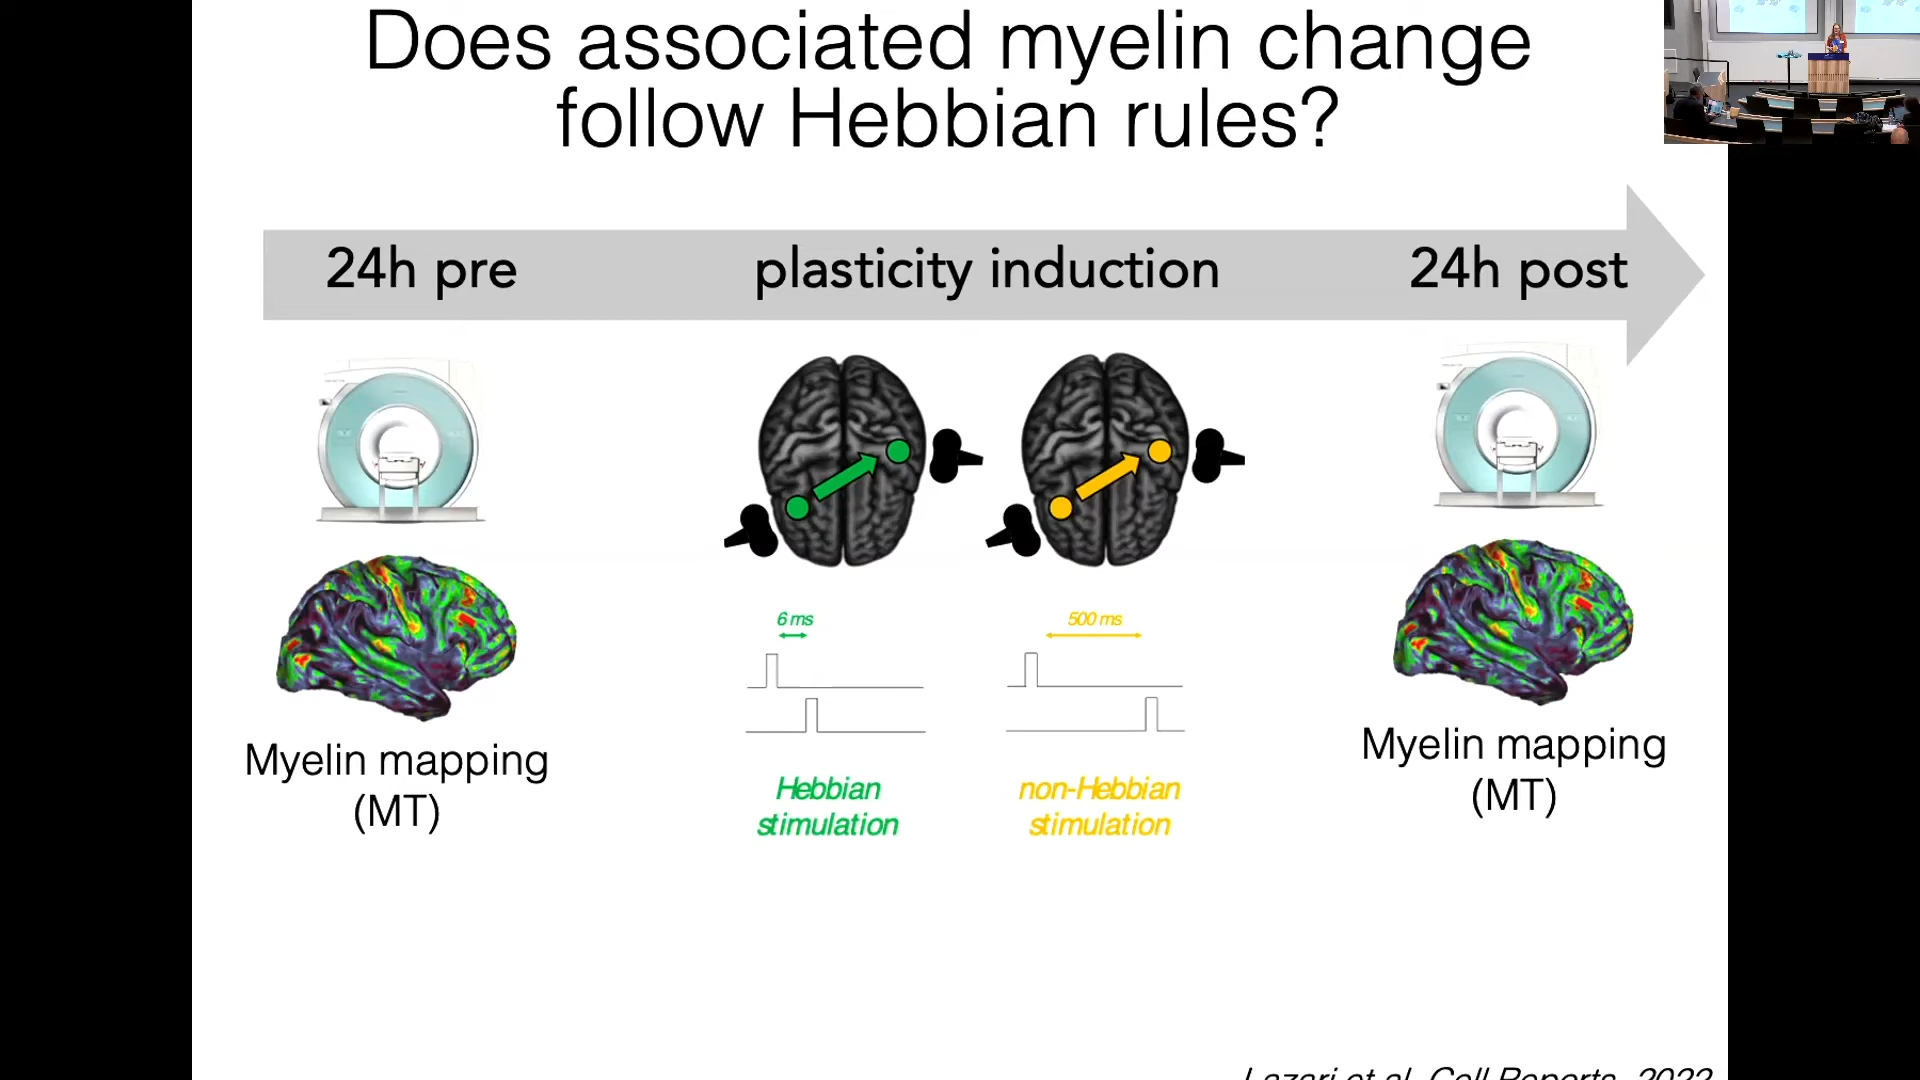 Does associated myelin change
follow Hebbian rules?
24h pre
plasticity induction
24h post
6 ms
500 ms
Myelin mapping
(MT)
Hebbian
stimulation
non-Hebbian
stimulation
Myelin mapping
(MT)
Lazari et al, Cell Reports, 2022